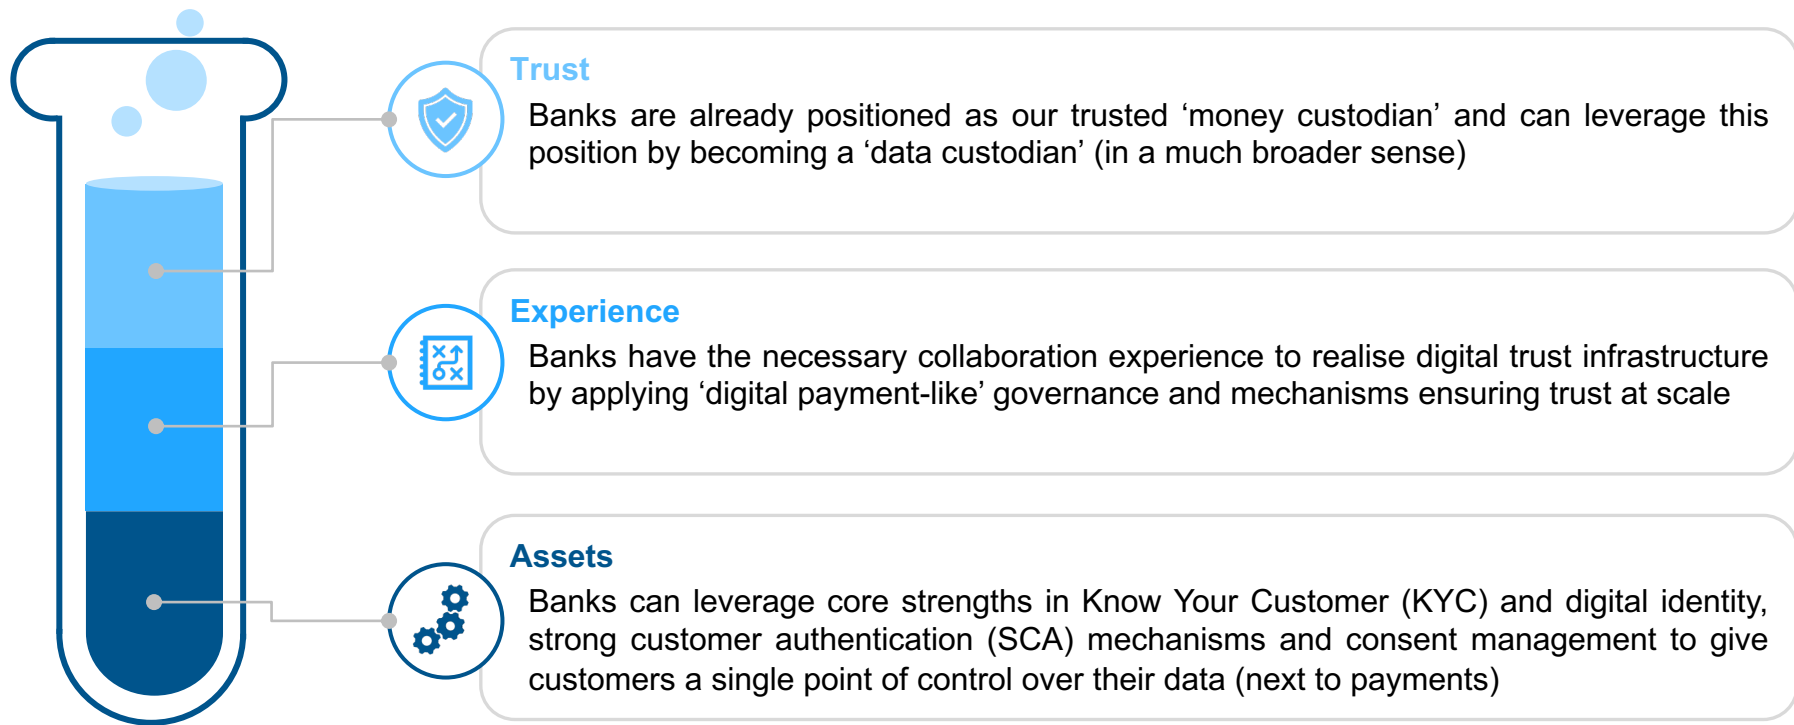 Trust
Banks are already positioned as our trusted ‘money custodian’ and can leverage this
position by becoming a ‘data custodian’ (in a much broader sense)
Experience
Banks have the necessary collaboration experience to realise digital trust infrastructure
by applying ‘digital payment-like’ governance and mechanisms ensuring trust at scale
Assets
Banks can leverage core strengths in Know Your Customer (KYC) and digital identity,
strong customer authentication (SCA) mechanisms and consent management to give
customers a single point of control over their data (next to payments)